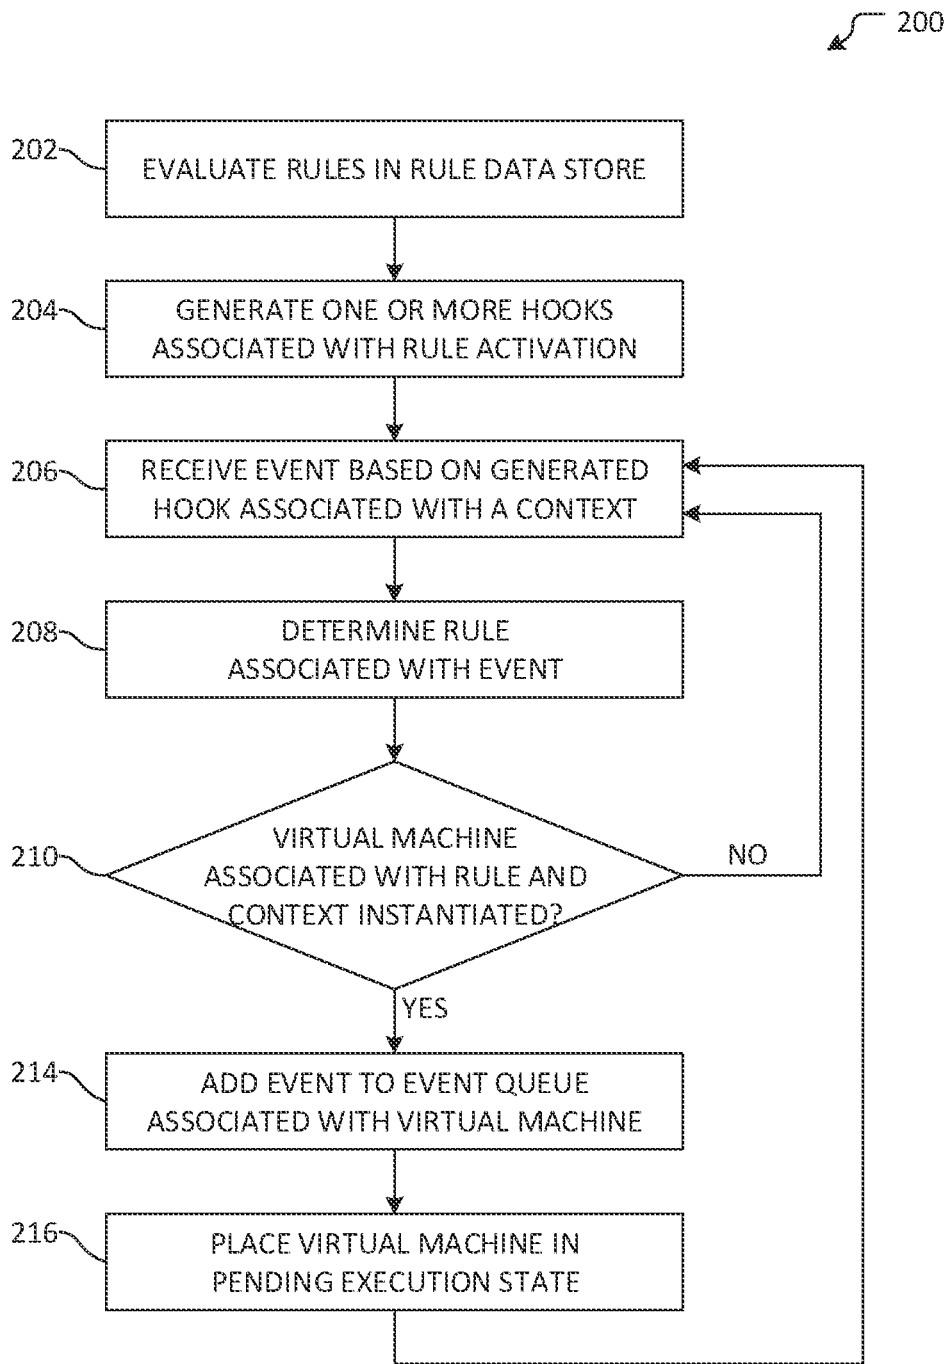 200
202
EVALUATE RULES IN RULE DATA STORE
204
GENERATE ONE OR MORE HOOKS
ASSOCIATED WITH RULE ACTIVATION
206
RECEIVE EVENT BASED ON GENERATED
HOOK ASSOCIATED WITH A CONTEXT
208
DETERMINE RULE
ASSOCIATED WITH EVENT
210
VIRTUAL MACHINE
ASSOCIATED WITH RULE AND
CONTEXT INSTANTIATED?
NO
YES
214
ADD EVENT TO EVENT QUEUE
ASSOCIATED WITH VIRTUAL MACHINE
216
PLACE VIRTUAL MACHINE IN
PENDING EXECUTION STATE